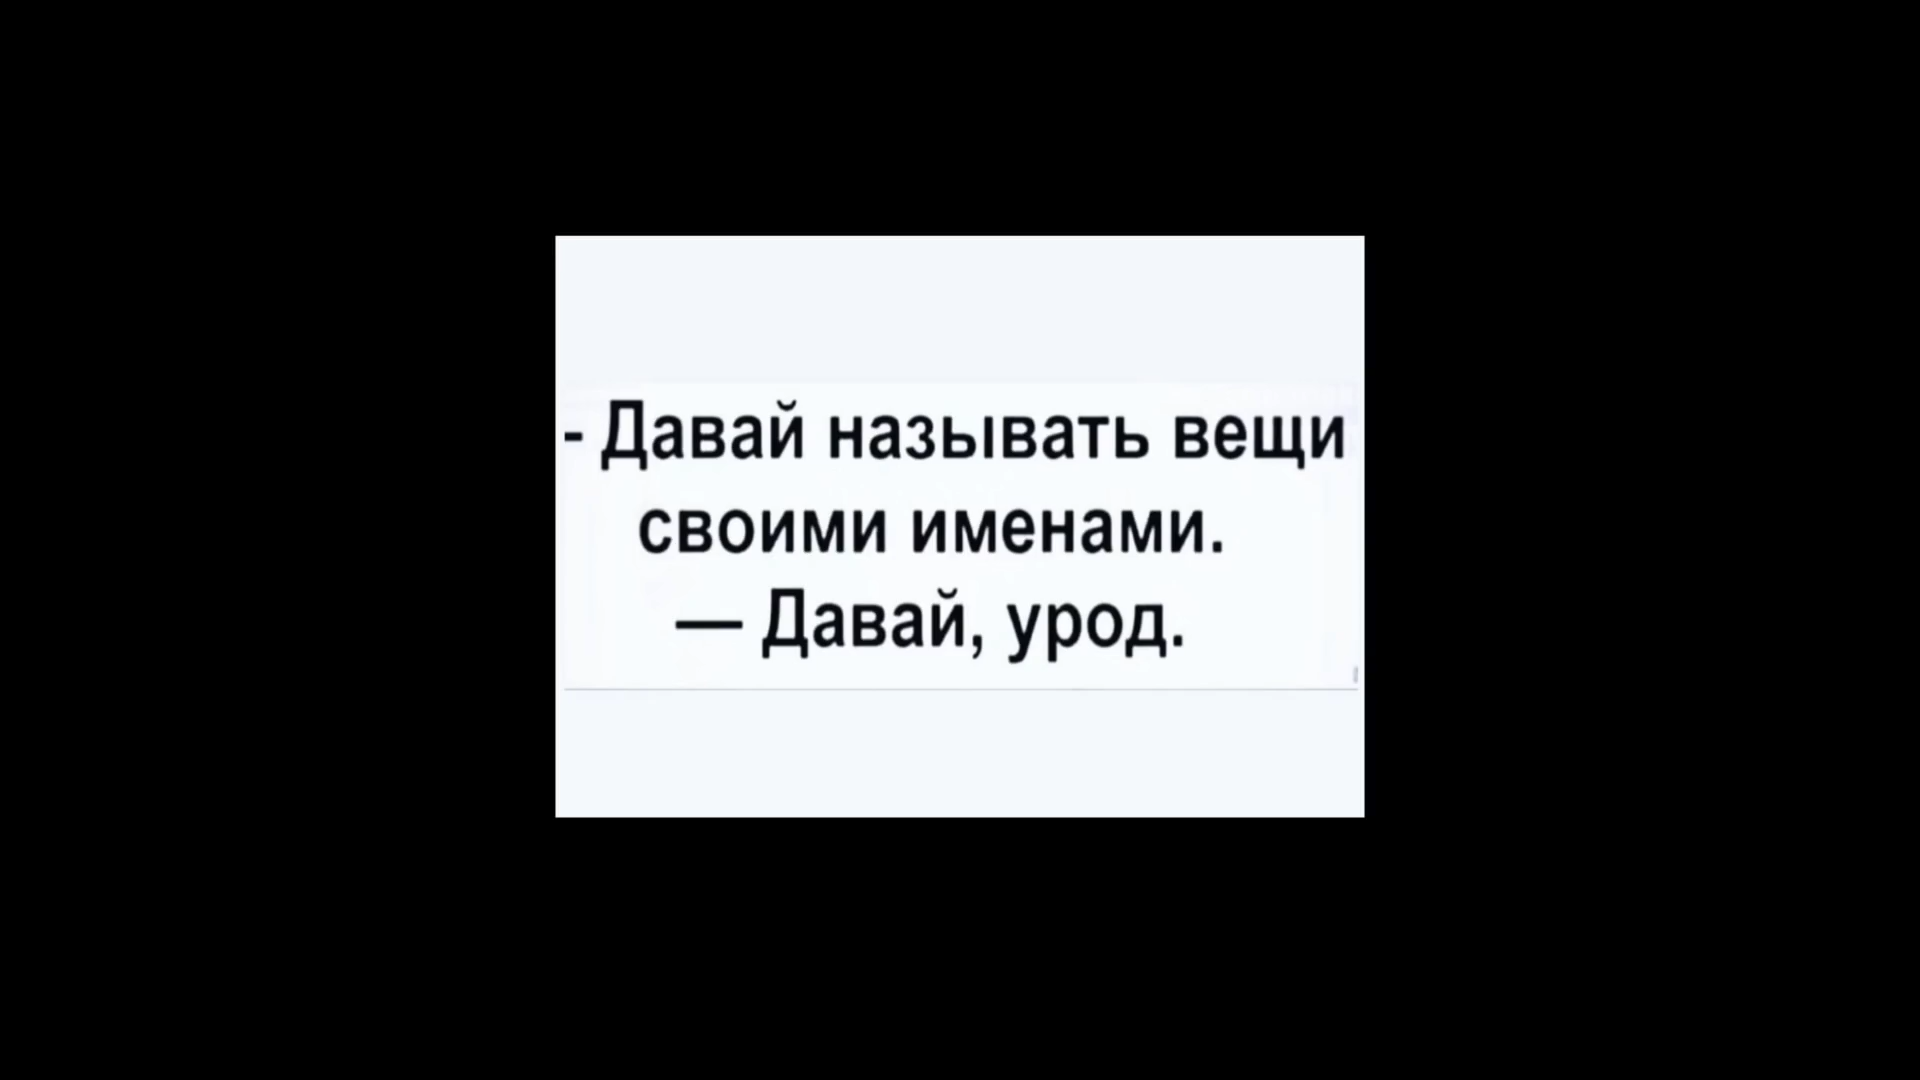 - Давай называть вещи
своими именами.
— Давай, урод.